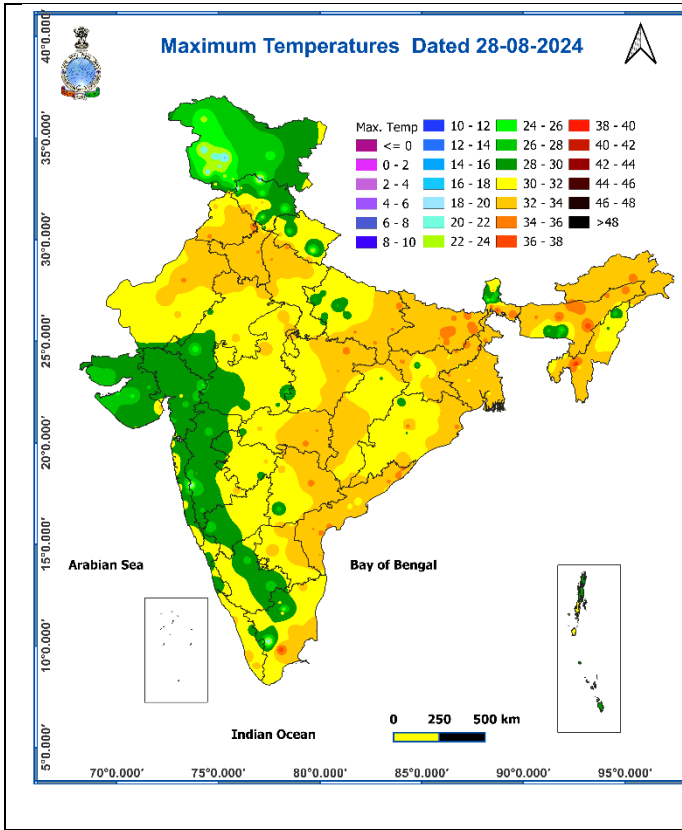 Maximum Temperatures Dated 28-08-2024
Max. Temp
<= 0
0 - 2
2 - 4
4 - 6
6 - 8
8 - 10
10 - 12
12 - 14
14 - 16
16 - 18
18 - 20
20 - 22
22 - 24
24 - 26
26 - 28
28 - 30
30 - 32
32 - 34
34 - 36
36 - 38
38 - 40
40 - 42
42 - 44
44 - 46
46 - 48
>48
40°0.000'
35°0.000'
30°0.000'
25°0.000'
20°0.000'
15°0.000'
10°0.000'
5°0.000'
Arabian Sea
Bay of Bengal
Indian Ocean
0 250 500 km
70°0.000' 75°0.000' 80°0.000' 85°0.000' 90°0.000' 95°0.000'